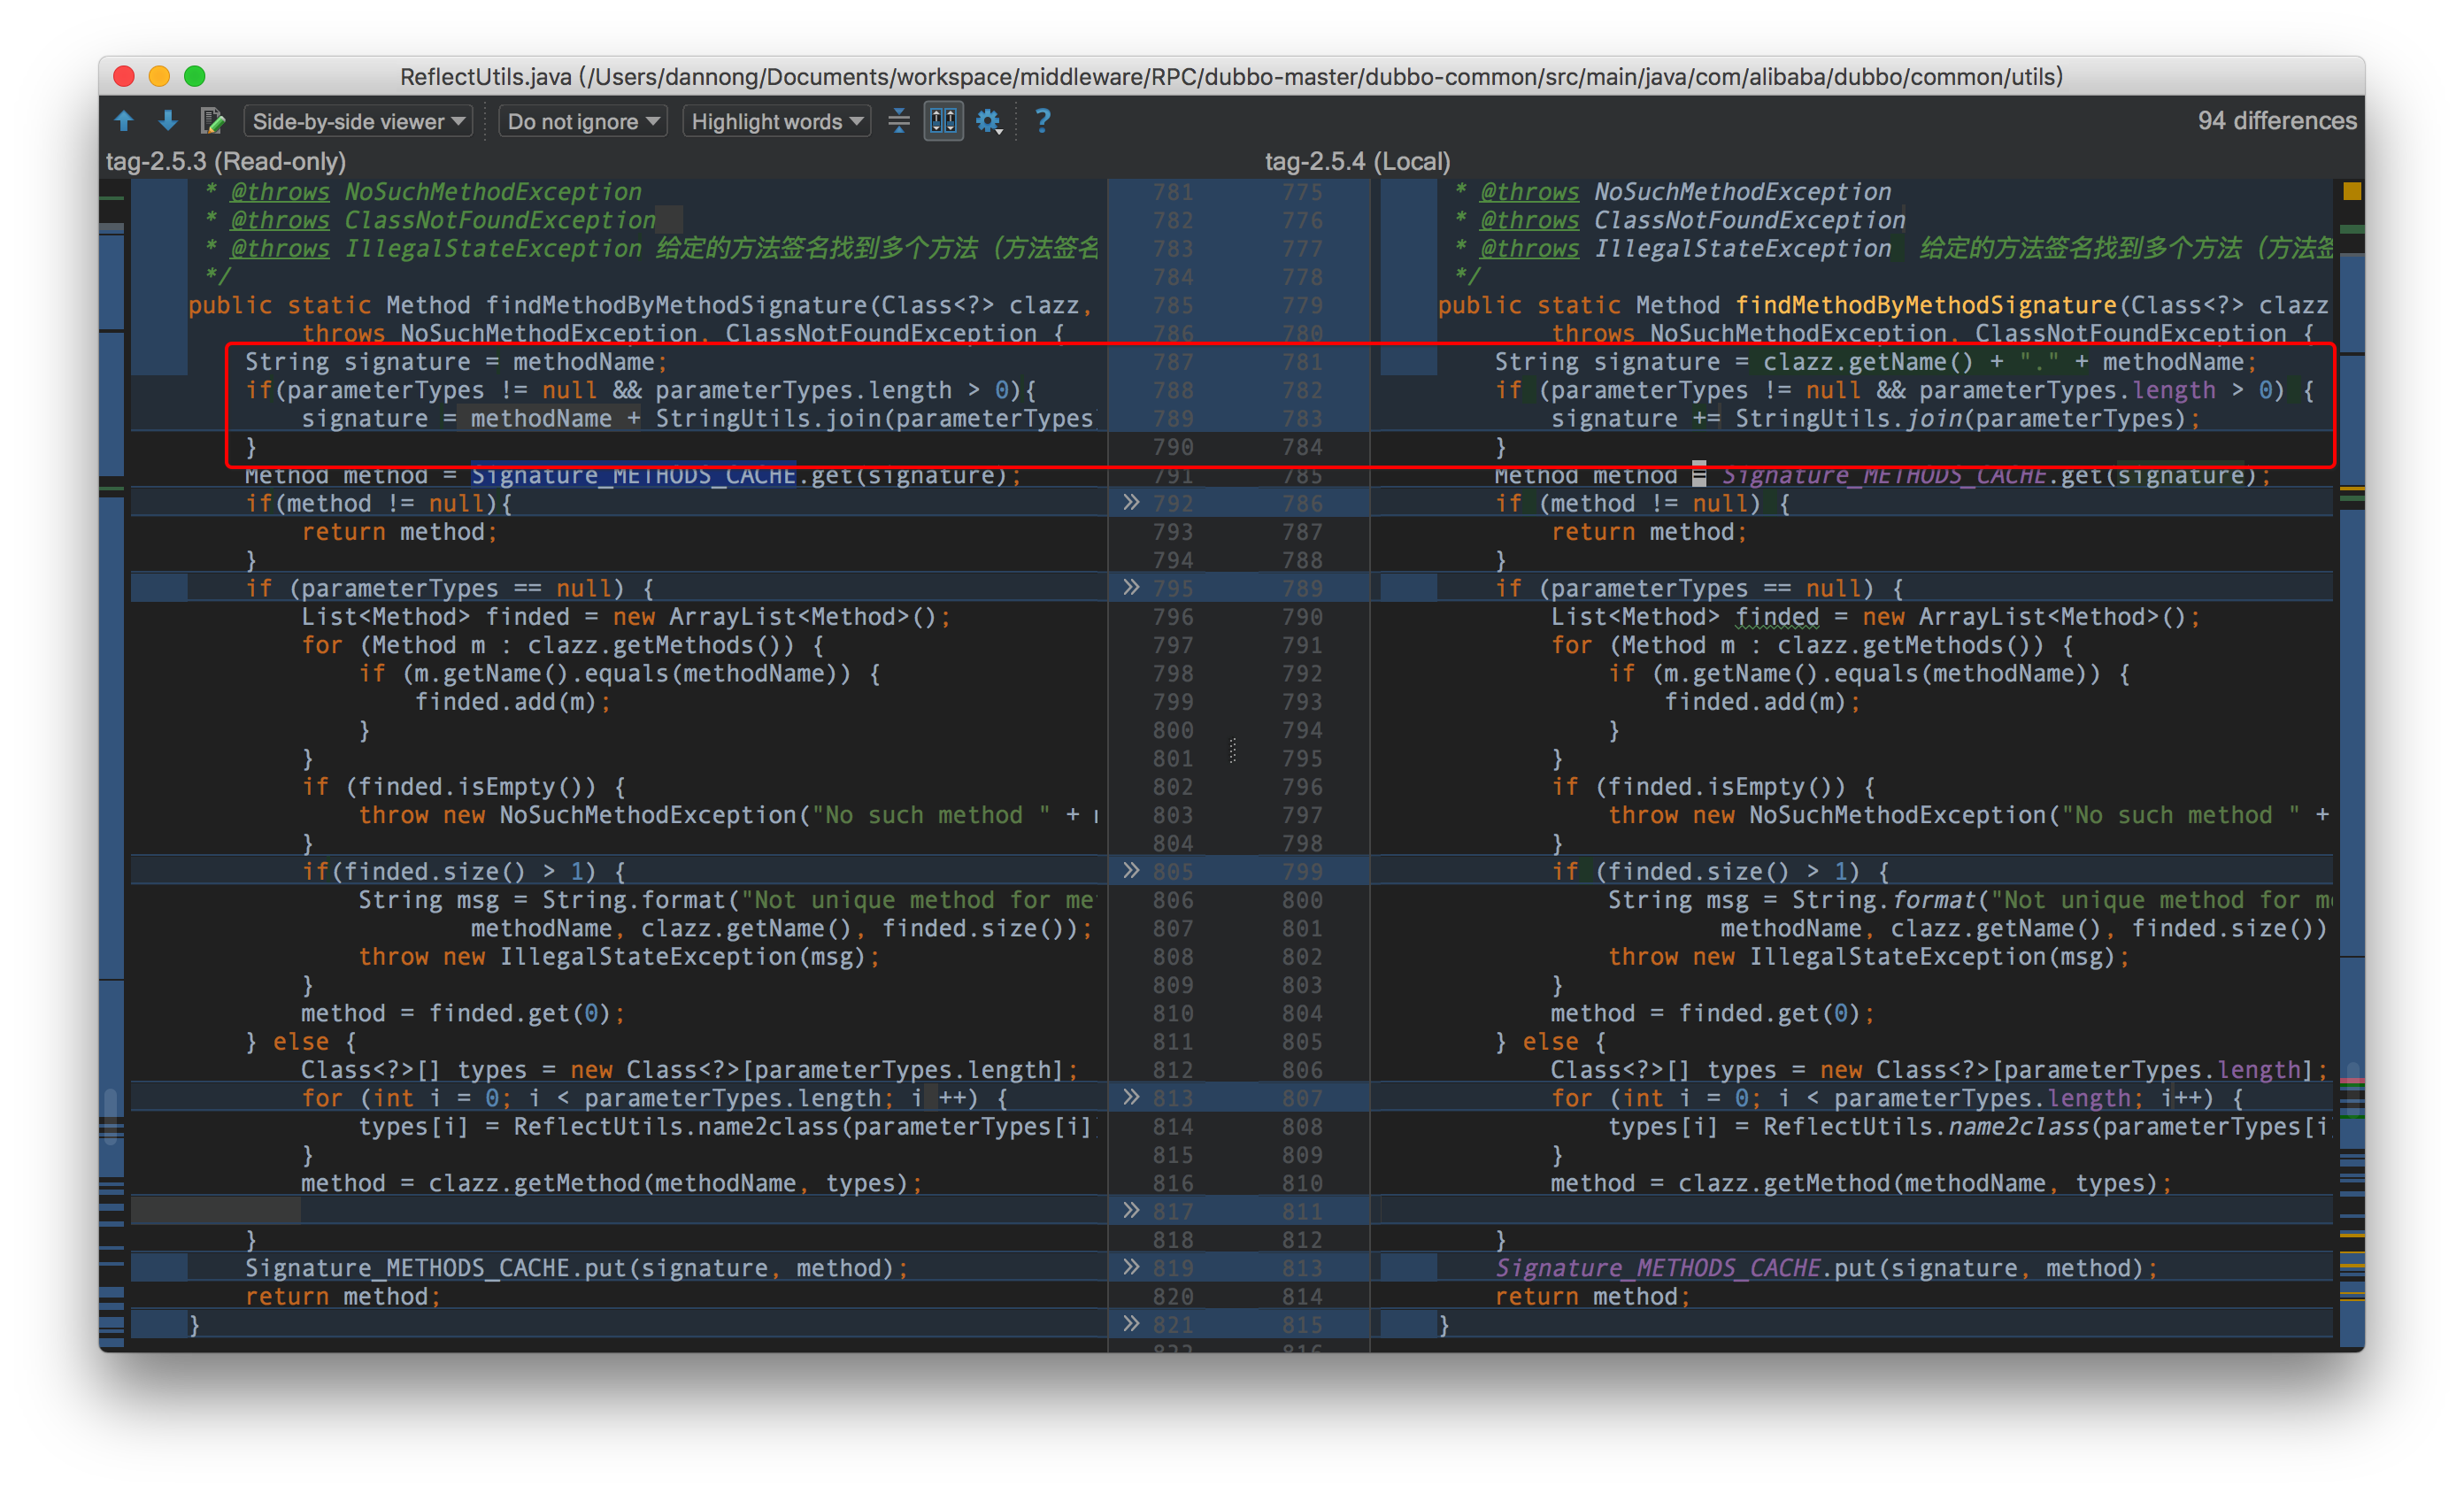 ReflectUtils.java (/Users/dannong/Documents/workspace/middleware/RPC/dubbo-master/dubbo-common/src/main/java/com/alibaba/dubbo/common/utils)
Side-by-side viewer Do not ignore Highlight words ? 94 differences
tag-2.5.3 (Read-only) tag-2.5.4 (Local)
* @throws NoSuchMethodException 781 775 * @throws NoSuchMethodException
* @throws ClassNotFoundException 782 776 * @throws ClassNotFoundException
* @throws IllegalStateException 给定的方法签名找到多个方法（方法签名 783 777 * @throws IllegalStateException 给定的方法签名找到多个方法（方法签
*/ 784 778 */
public static Method findMethodByMethodSignature(Class<?> clazz, 785 779 public static Method findMethodByMethodSignature(Class<?> clazz
throws NoSuchMethodException, ClassNotFoundException { 786 780 throws NoSuchMethodException, ClassNotFoundException {
String signature = methodName; 787 781 String signature = clazz.getName() + "." + methodName;
if(parameterTypes != null && parameterTypes.length > 0){ 788 782 if (parameterTypes != null && parameterTypes.length > 0) {
signature = methodName + StringUtils.join(parameterTypes 789 783 signature += StringUtils.join(parameterTypes);
} 790 784 }
Method method = Signature_METHODS_CACHE.get(signature); 791 785 Method method = Signature_METHODS_CACHE.get(signature);
if(method != null){ » 792 786 if (method != null) {
return method; 793 787 return method;
} 794 788 }
if (parameterTypes == null) { » 795 789 if (parameterTypes == null) {
List<Method> finded = new ArrayList<Method>(); 796 790 List<Method> finded = new ArrayList<Method>();
for (Method m : clazz.getMethods()) { 797 791 for (Method m : clazz.getMethods()) {
if (m.getName().equals(methodName)) { 798 792 if (m.getName().equals(methodName)) {
finded.add(m); 799 793 finded.add(m);
} 800 794 }
} 801 795 }
if (finded.isEmpty()) { 802 796 if (finded.isEmpty()) {
throw new NoSuchMethodException("No such method " + 803 797 throw new NoSuchMethodException("No such method " +
} 804 798 }
if(finded.size() > 1) { » 805 799 if (finded.size() > 1) {
String msg = String.format("Not unique method for me 806 800 String msg = String.format("Not unique method for m
methodName, clazz.getName(), finded.size()); 807 801 methodName, clazz.getName(), finded.size())
throw new IllegalStateException(msg); 808 802 throw new IllegalStateException(msg);
} 809 803 }
method = finded.get(0); 810 804 method = finded.get(0);
} else { 811 805 } else {
Class<?>[] types = new Class<?>[parameterTypes.length]; 812 806 Class<?>[] types = new Class<?>[parameterTypes.length];
for (int i = 0; i < parameterTypes.length; i ++) { » 813 807 for (int i = 0; i < parameterTypes.length; i++) {
types[i] = ReflectUtils.name2class(parameterTypes[i] 814 808 types[i] = ReflectUtils.name2class(parameterTypes[i
} 815 809 }
method = clazz.getMethod(methodName, types); 816 810 method = clazz.getMethod(methodName, types);
» 817 811
} 818 812 }
Signature_METHODS_CACHE.put(signature, method); » 819 813 Signature_METHODS_CACHE.put(signature, method);
return method; 820 814 return method;
} » 821 815 }